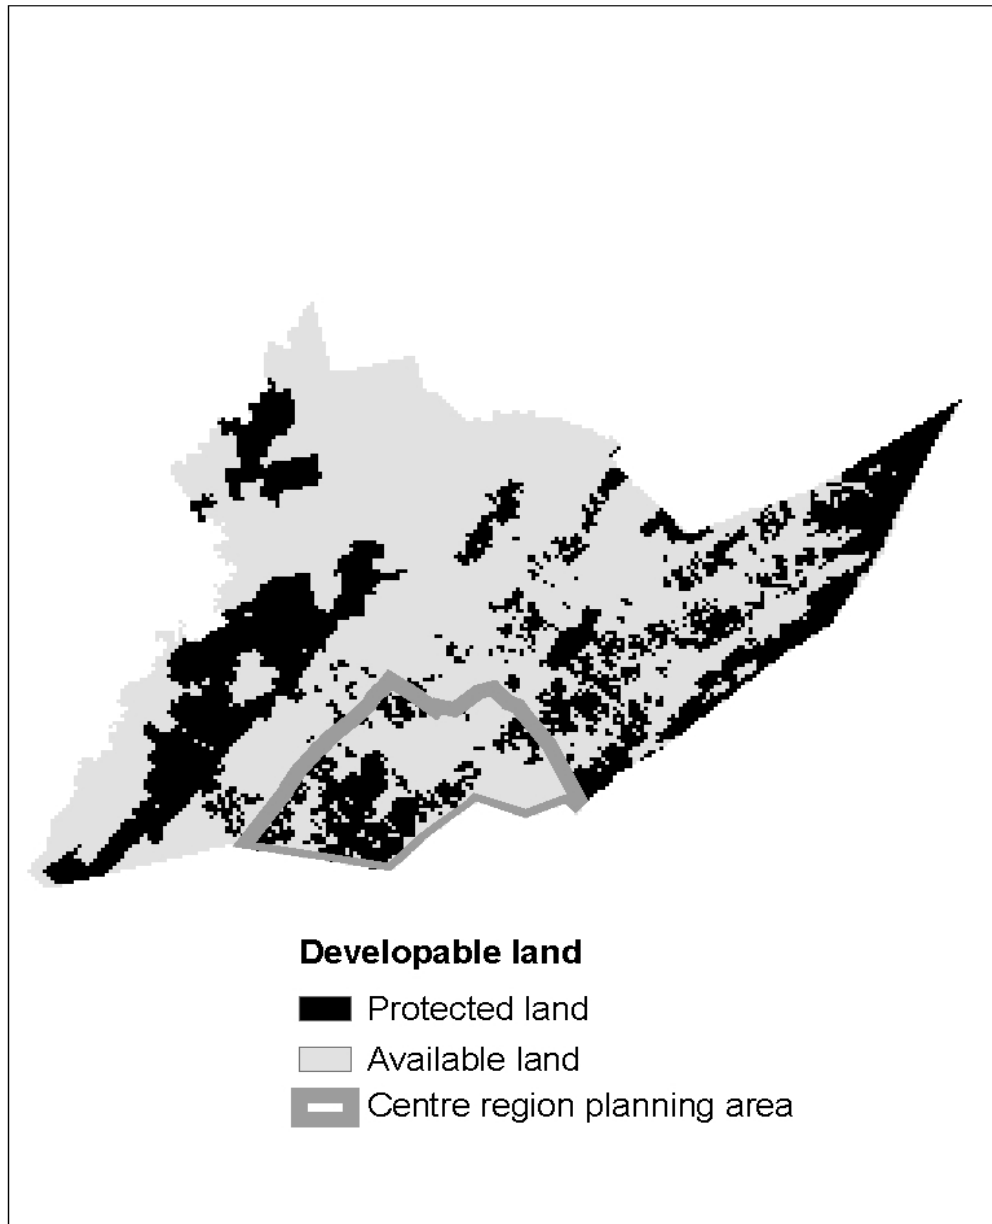 Developable land
Protected land
Available land
Centre region planning area